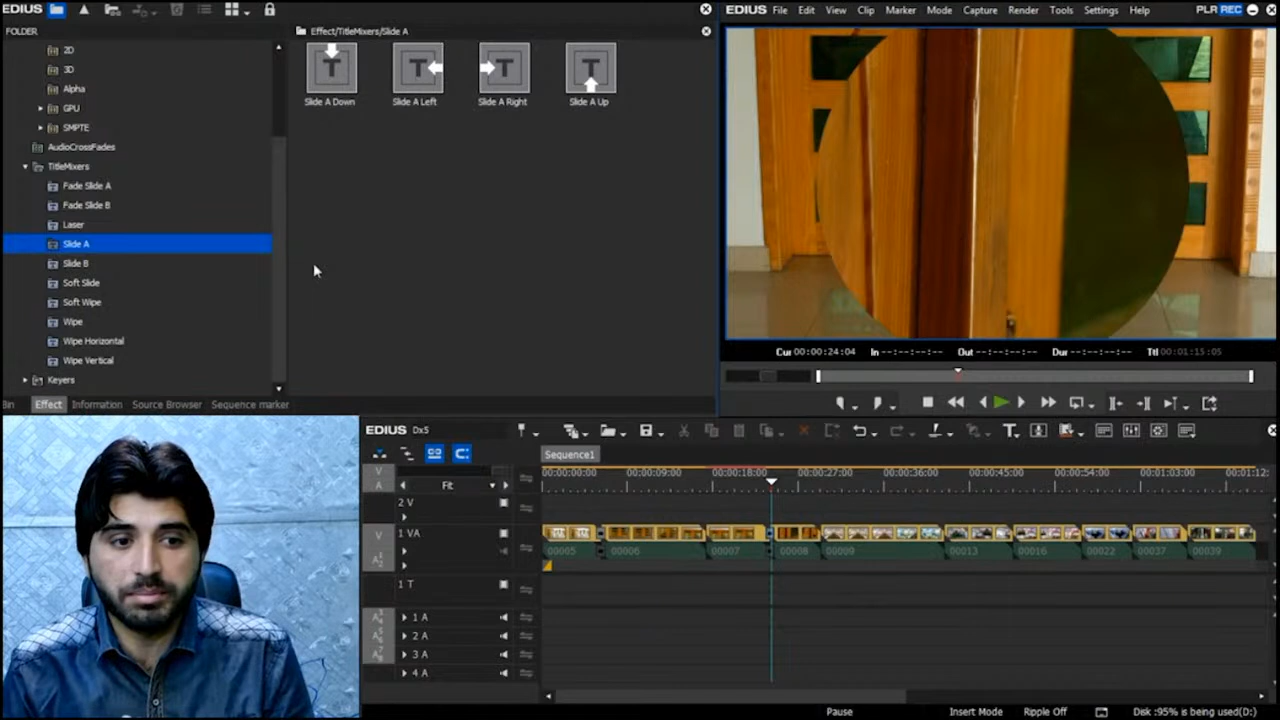 EDIUS
FOLDER
2D
3D
Alpha
GPU
SMPTE
AudioCrossFades
TitleMixers
Fade Slide A
Fade Slide B
Laser
Slide A
Slide B
Soft Slide
Soft Wipe
Wipe
Wipe Horizontal
Wipe Vertical
Keyers
Bin Effect Information Source Browser Sequence marker
Effect/TitleMixers/Slide A
T T T T
Slide A Down Slide A Left Slide A Right Slide A Up
EDIUS File Edit View Clip Marker Mode Capture Render Tools Settings Help PLR REC
Cur 00:00:24:04 In --:--:--:-- Out --:--:--:-- Dur --:--:--:-- Ttl 00:01:15:05
EDIUS Dx5
Sequence1
V
A
Fit
00:00:00:00 00:00:09:00 00:00:18:00 00:00:27:00 00:00:36:00 00:00:45:00 00:00:54:00 00:01:03:00 00:01:12:
2 V
V 1 VA
00005 00006 00007 00008 00009 00013 00016 00022 00037 00039
1 T
1 A
2 A
3 A
4 A
Pause Insert Mode Ripple Off Disk :95% is being used(D:)